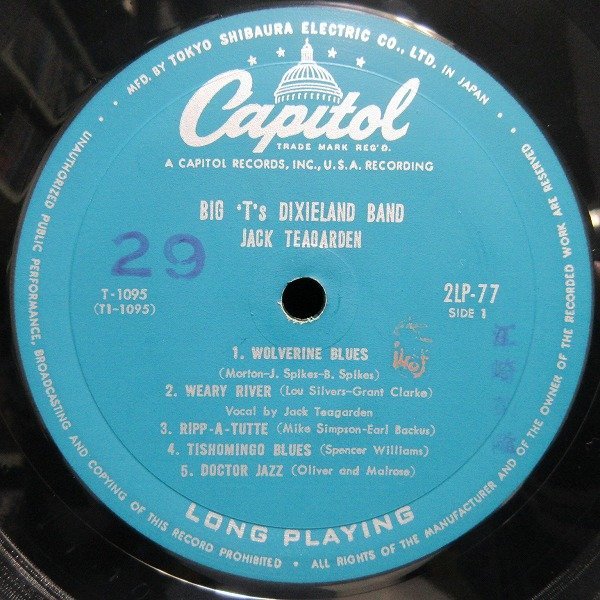 • MFD. BY TOKYO SHIBAURA ELECTRIC CO., LTD. IN JAPAN •
Capitol
TRADE MARK REG'D.
A CAPITOL RECORDS, INC., U.S.A. RECORDING
BIG 'T's DIXIELAND BAND
JACK TEAGARDEN
29
T-1095
(T1-1095)
2LP-77
SIDE 1
1. WOLVERINE BLUES
(Morton-J. Spikes-B. Spikes)
2. WEARY RIVER (Lou Silvers-Grant Clarke)
Vocal by Jack Teagarden
3. RIPP-A-TUTTE (Mike Simpson-Earl Backus)
4. TISHOMINGO BLUES (Spencer Williams)
5. DOCTOR JAZZ (Oliver and Malrose)
LONG PLAYING
UNAUTHORIZED PUBLIC PERFORMANCE, BROADCASTING AND COPYING OF THIS RECORD PROHIBITED • ALL RIGHTS OF THE MANUFACTURER AND OF THE OWNER OF THE RECORDED WORK ARE RESERVED •